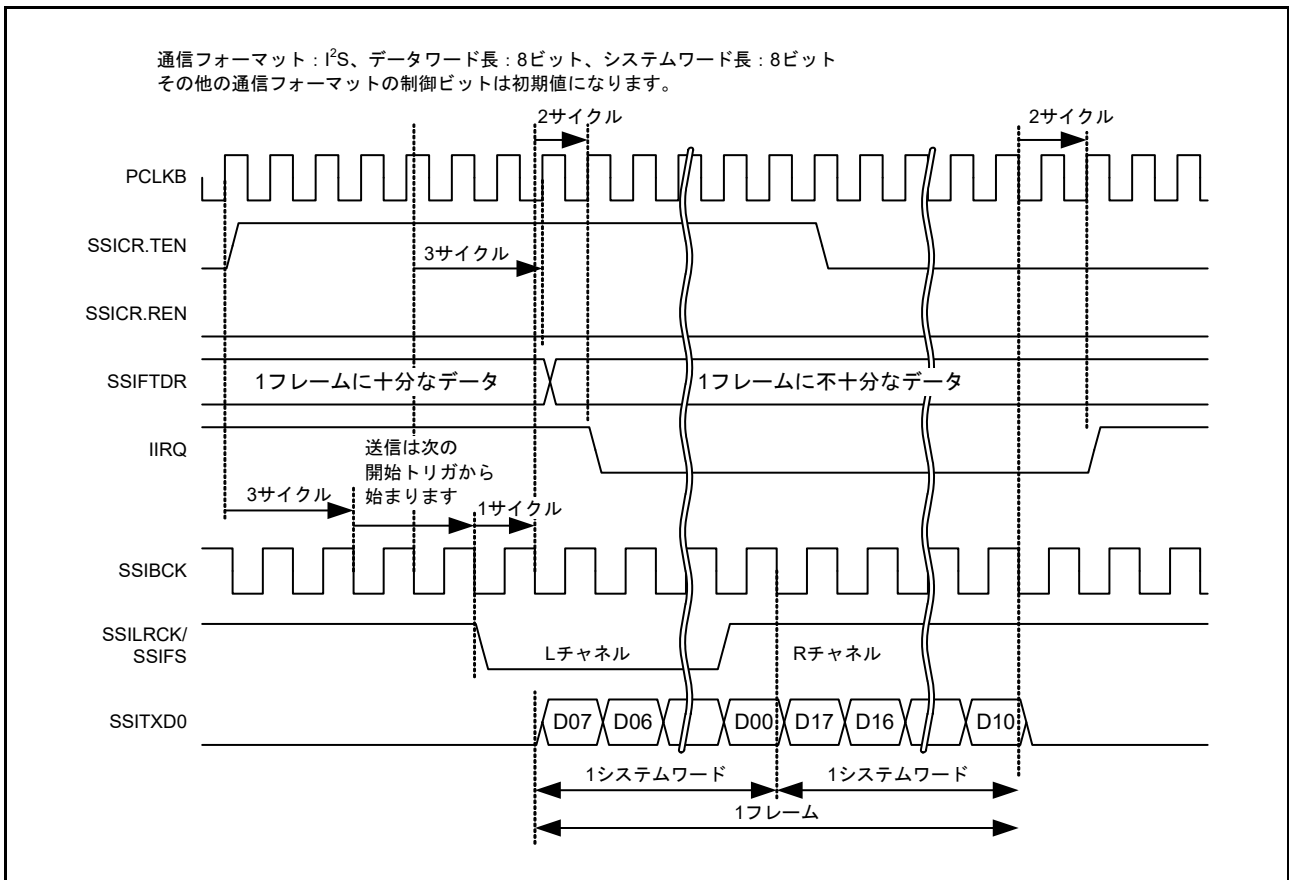 通信フォーマット：I²S、データワード長：8ビット、システムワード長：8ビット
その他の通信フォーマットの制御ビットは初期値になります。
2サイクル
2サイクル
PCLKB
SSICR.TEN
3サイクル
SSICR.REN
SSIFTDR
1フレームに十分なデータ
1フレームに不十分なデータ
IIRQ
送信は次の
開始トリガから
始まります
3サイクル
1サイクル
SSIBCK
SSILRCK/
SSIFS
Lチャネル
Rチャネル
SSITXD0
D07
D06
D00
D17
D16
D10
1システムワード
1システムワード
1フレーム